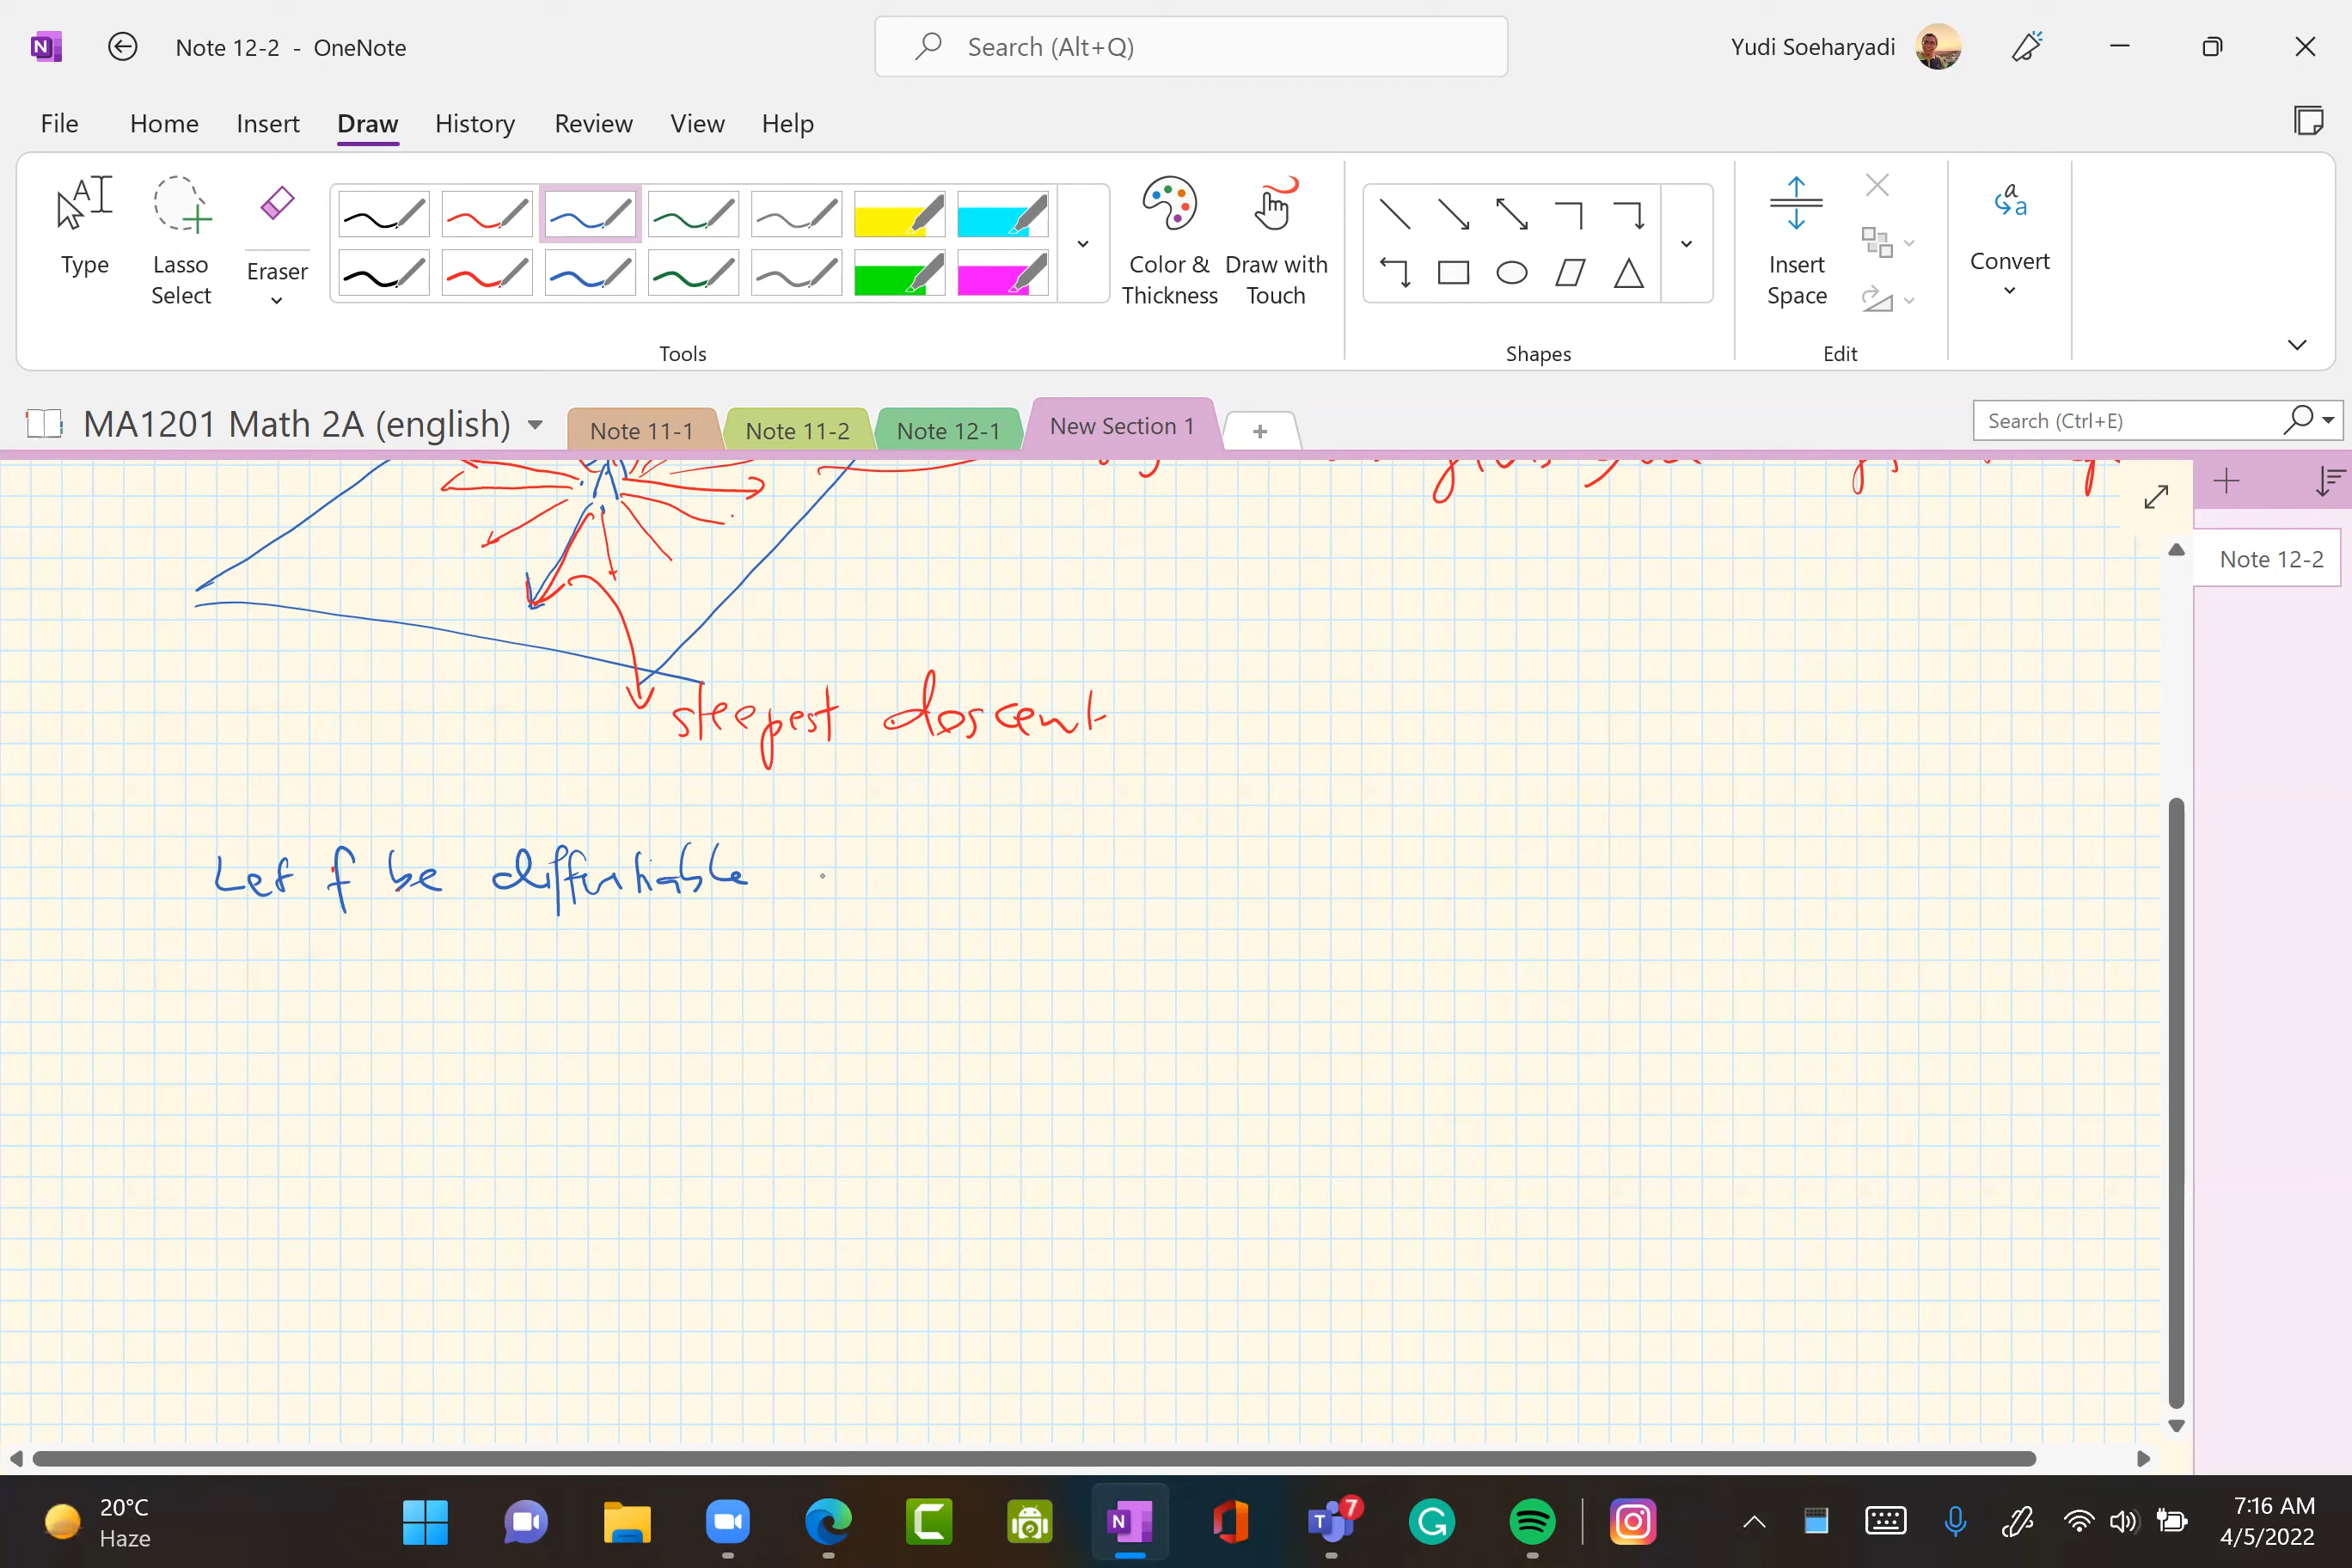 Note 12-2 - OneNote
Search (Alt+Q)
Yudi Soeharyadi
File Home Insert Draw History Review View Help
Type
Lasso Select
Eraser
Color & Thickness
Draw with Touch
Insert Space
Convert
Tools Shapes Edit
MA1201 Math 2A (english)
Note 11-1
Note 11-2
Note 12-1
New Section 1
Search (Ctrl+E)
Note 12-2
steepest descent
Let f be
20°C
Haze
7
7:16 AM
4/5/2022